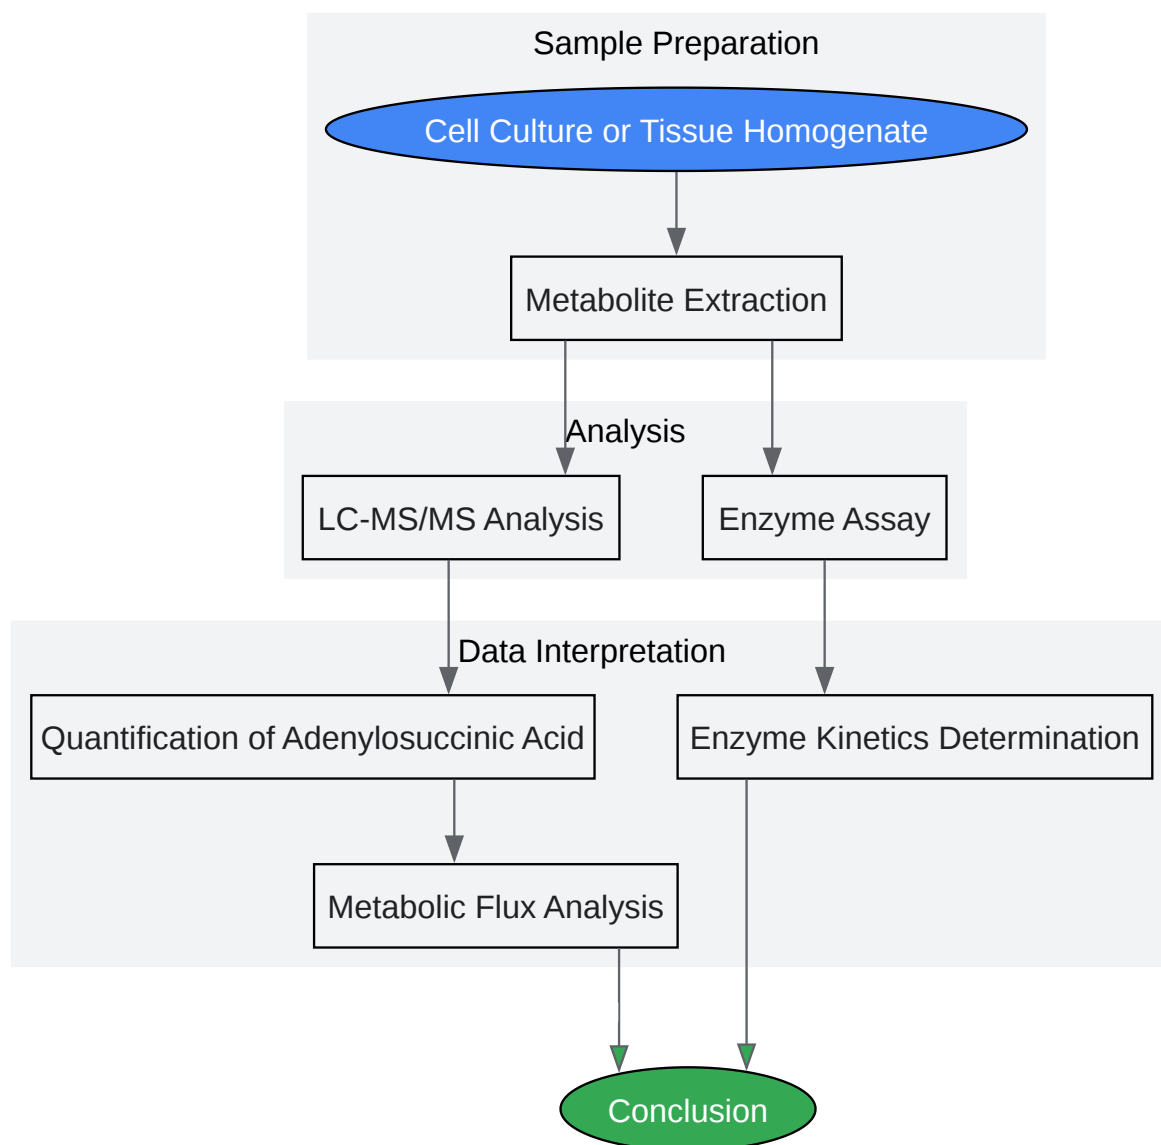 Sample Preparation
Cell Culture or Tissue Homogenate
Metabolite Extraction
Analysis
LC-MS/MS Analysis
Enzyme Assay
Data Interpretation
Quantification of Adenylosuccinic Acid
Enzyme Kinetics Determination
Metabolic Flux Analysis
Conclusion